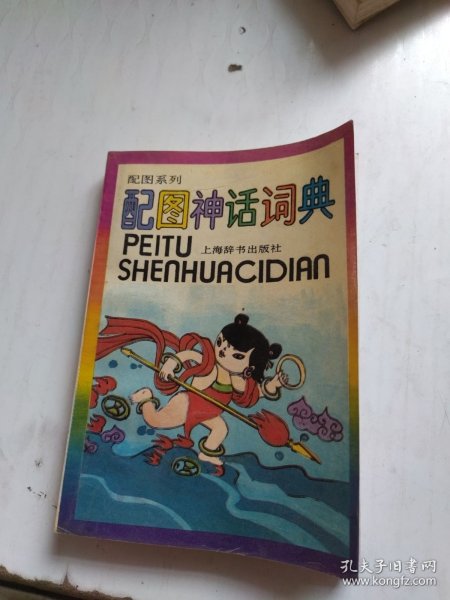 配图系列
配图神话词典
PEITU 上海辞书出版社
SHENHUACIDIAN
孔夫子旧书网
www.kongfz.com